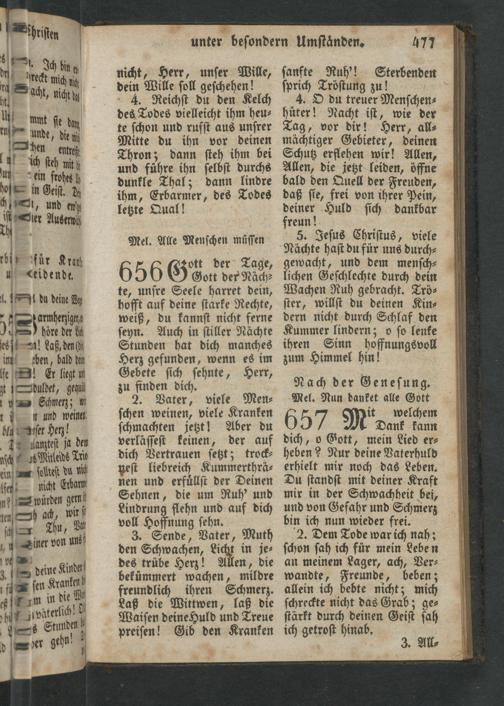 unter besondern Umständen. 477
nicht, Herr, unser Wille,
dein Wille soll geschehen!
4. Reichst du den Kelch
des Todes vielleicht ihm heu-
te schon und rufst aus unsrer
Mitte du ihn vor deinen
Thron; dann steh ihm bei
und führe ihn selbst durchs
dunkle Thal; dann lindre
ihm, Erbarmer, des Todes
letzte Qual!
Mel. Alle Menschen müssen
656 Gott der Tage,
Gott der Näch-
te, unsre Seele harret dein,
hofft auf deine starke Rechte,
weiß, du kannst nicht ferne
seyn. Auch in stiller Nächte
Stunden hat dich manches
Herz gefunden, wenn es im
Gebete sich sehnte, Herr,
zu finden dich.
2. Vater, viele Men-
schen weinen, viele Kranken
schmachten jetzt! Aber du
verlässest keinen, der auf
dich Vertrauen setzt; trock-
nest liebreich Kummerthrä-
nen und erfüllst der Deinen
Sehnen, die um Ruh' und
Lindrung flehn und auf dich
voll Hoffnung sehn.
3. Sende, Vater, Muth
den Schwachen, Licht in je-
des trübe Herz! Allen, die
bekümmert wachen, mildre
freundlich ihren Schmerz.
Laß die Wittwen, laß die
Waisen deine Huld und Treue
preisen! Gib den Kranken
sanfte Ruh'! Sterbenden
sprich Tröstung zu!
4. O du treuer Menschen-
hüter! Nacht ist, wie der
Tag, vor dir! Herr, all-
mächtiger Gebieter, deinen
Schutz erflehen wir! Allen,
Allen, die jetzt leiden, öffne
bald den Quell der Freuden,
daß sie, frei von ihrer Pein,
deiner Huld sich dankbar
freun!
5. Jesus Christus, viele
Nächte hast du für uns durch-
gewacht, und dem mensch-
lichen Geschlechte durch dein
Wachen Ruh gebracht. Trö-
ster, willst du deinen Kin-
dern nicht durch Schlaf den
Kummer lindern; o so lenke
ihren Sinn hoffnungsvoll
zum Himmel hin!
Nach der Genesung.
Mel. Nun danket alle Gott
657 Mit welchem
Dank kann
dich, o Gott, mein Lied er-
heben? Nur deine Vaterhuld
erhielt mir noch das Leben.
Du standst mit deiner Kraft
mir in der Schwachheit bei,
und von Gefahr und Schmerz
bin ich nun wieder frei.
2. Dem Tode war ich nah;
schon sah ich für mein Leben
an meinem Lager, ach, Ver-
wandte, Freunde, beben;
allein ich bebte nicht; mich
schreckte nicht das Grab; ge-
stärkt durch deinen Geist sah
ich getrost hinab.
3. All-